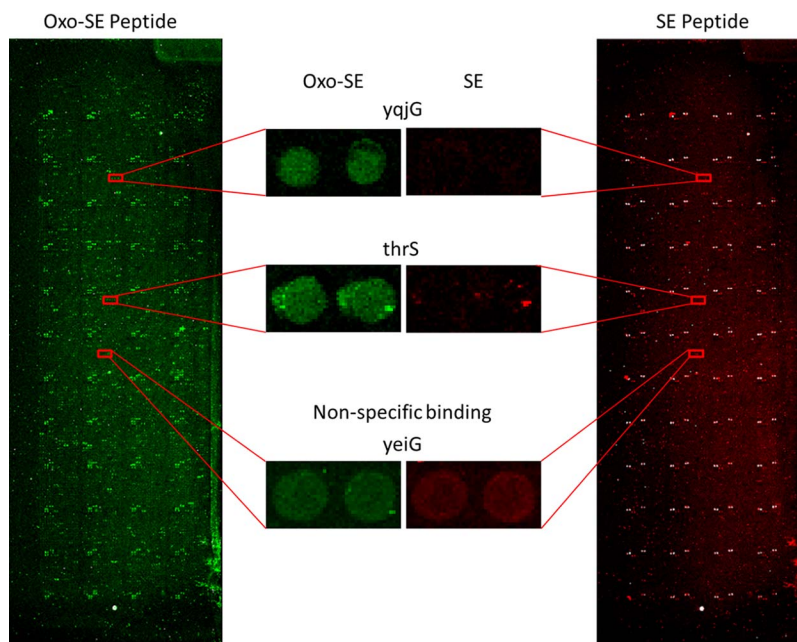 Oxo-SE Peptide
SE Peptide
Oxo-SE
SE
yqjG
thrS
Non-specific binding
yeiG